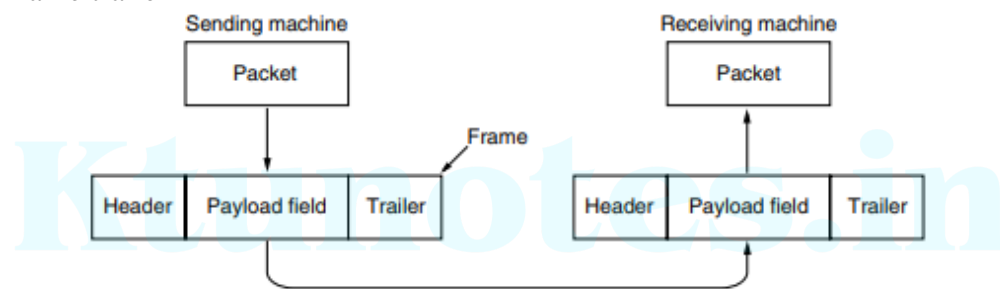 Sending machine
Receiving machine
Packet
Packet
Frame
Header
Payload field
Trailer
Header
Payload field
Trailer
Ktunotes.in